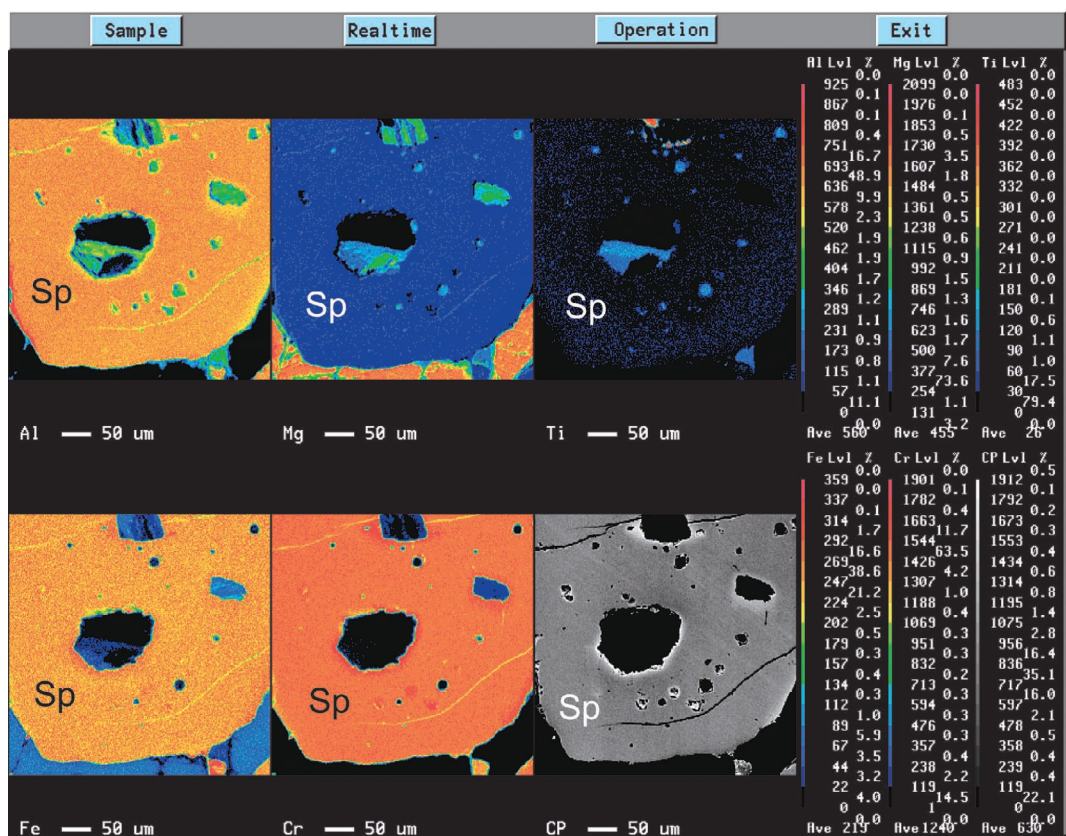 Sample Realtime Operation Exit
Al Lvl % Mg Lvl % Ti Lvl %
0.0 0.0 0.0
925 2099 483
0.1 0.0 0.0
867 1976 452
0.1 0.1 0.0
809 1853 422
0.4 0.5 0.0
751 1730 392
16.7 3.5 0.0
693 1607 362
48.9 1.8 0.0
636 1484 332
9.9 0.5 0.0
578 1361 301
2.3 0.5 0.0
520 1238 271
1.9 0.6 0.0
462 1115 241
1.9 0.9 0.0
404 992 211
1.7 1.5 0.0
346 869 181
1.2 1.3 0.1
289 746 150
1.1 1.6 0.6
231 623 120
0.9 1.7 1.1
173 500 90
0.8 7.6 1.0
115 377 60
1.1 73.6 17.5
57 254 30
11.1 1.1 79.4
0 131 0
0.0 3.2 0.0
Ave 560 Ave 455 Ave 26
Sp Sp
Al 50 um Mg 50 um Ti 50 um
Fe Lvl % Cr Lvl % CP Lvl %
0.0 0.0 0.5
359 1901 1912
0.0 0.1 0.1
337 1782 1792
0.1 0.4 0.2
314 1663 1673
1.7 11.7 0.3
292 1544 1553
16.6 63.5 0.4
269 1426 1434
38.6 4.2 0.6
247 1307 1314
21.2 1.0 0.8
224 1188 1195
2.5 0.4 1.4
202 1069 1075
0.5 0.3 2.8
179 951 956
0.3 0.3 16.4
157 832 836
0.4 0.2 35.1
134 713 717
0.3 0.3 16.0
112 594 597
1.0 0.3 2.1
89 476 478
5.9 0.3 0.5
67 357 358
3.5 0.4 0.4
44 238 239
3.2 2.2 0.4
22 119 119
4.0 14.5 22.1
0 1 0
0.0 0.0 0.0
Ave 219 Ave 1240 Ave 630
Sp Sp Sp
Fe 50 um Cr 50 um CP 50 um